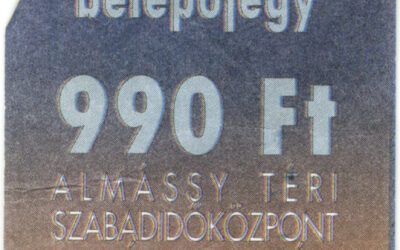 belépőjegy
990 Ft
ALMÁSSY TÉRI
SZABADIDŐKÖZPONT